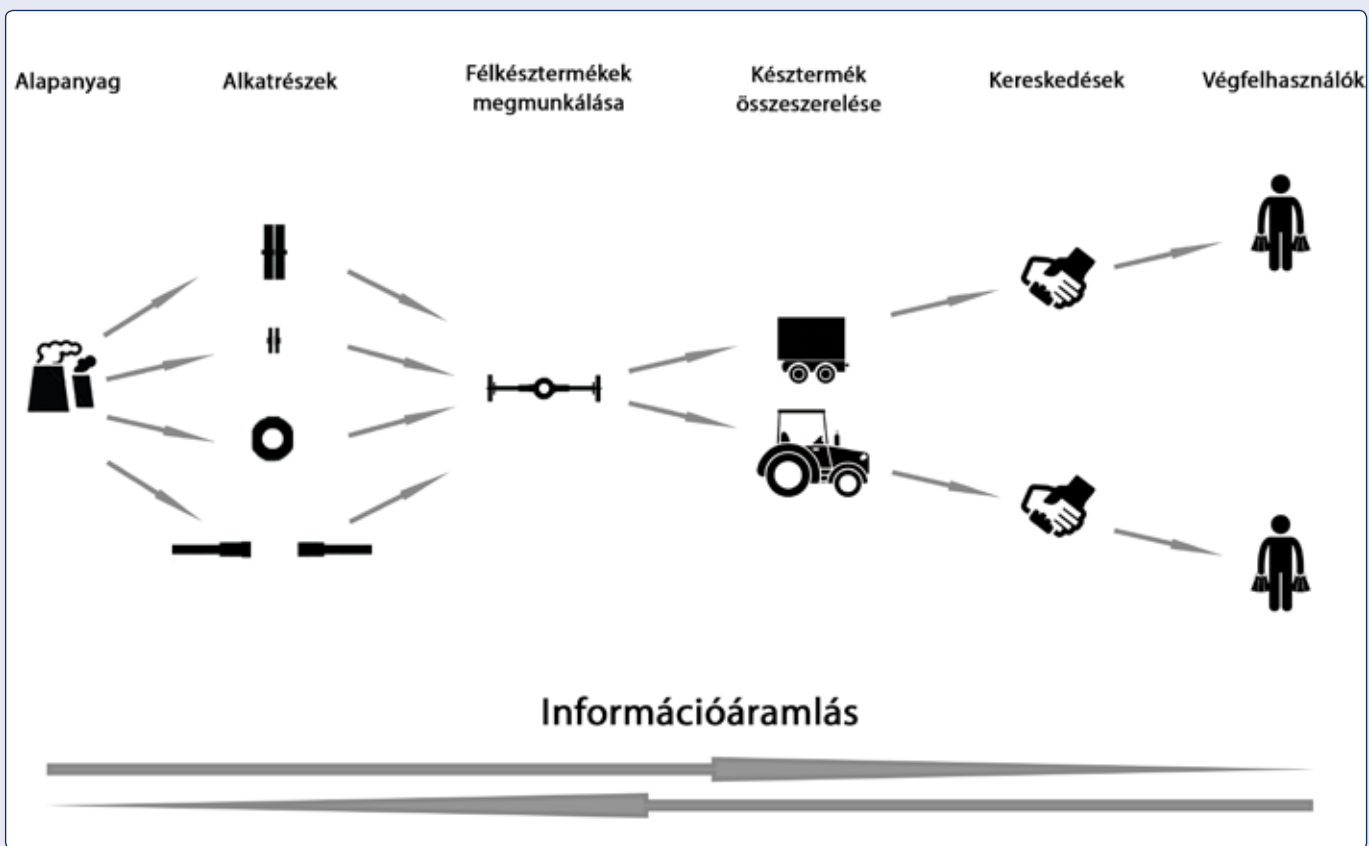 Alapanyag
Alkatrészek
Félkésztermékek
megmunkálása
Késztermék
összeszerelése
Kereskedések
Végfelhasználók
Információáramlás